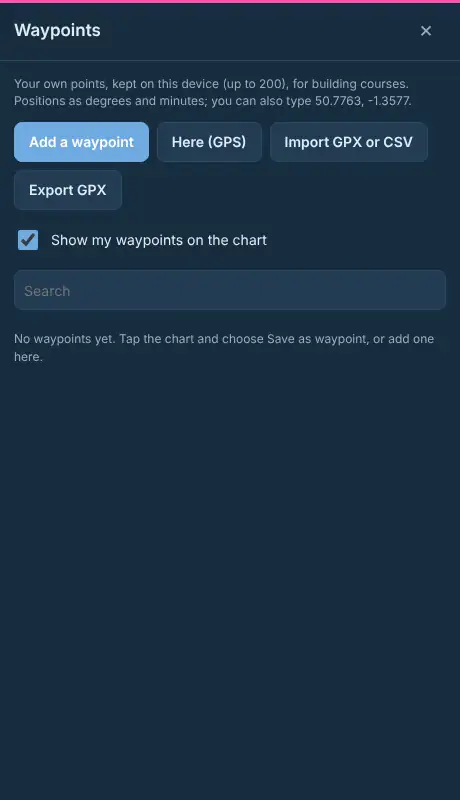 Waypoints
×
Your own points, kept on this device (up to 200), for building courses.
Positions as degrees and minutes; you can also type 50.7763, -1.3577.
Add a waypoint
Here (GPS)
Import GPX or CSV
Export GPX
Show my waypoints on the chart
Search
No waypoints yet. Tap the chart and choose Save as waypoint, or add one
here.